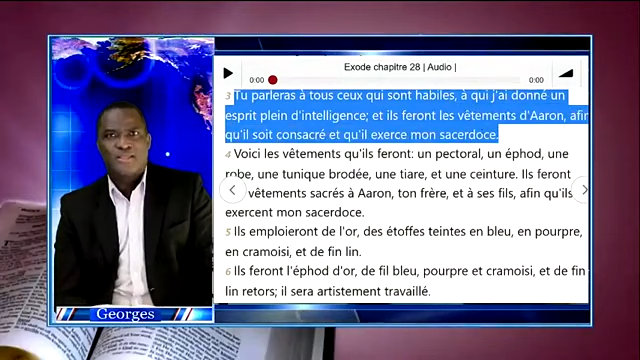 Exode chapitre 28 | Audio |
0:00
0:00
3 Tu parleras à tous ceux qui sont habiles, à qui j'ai donné un
esprit plein d'intelligence; et ils feront les vêtements d'Aaron, afin
qu'il soit consacré et qu'il exerce mon sacerdoce.
4 Voici les vêtements qu'ils feront: un pectoral, un éphod, une
robe, une tunique brodée, une tiare, et une ceinture. Ils feront
vêtements sacrés à Aaron, ton frère, et à ses fils, afin qu'ils
exercent mon sacerdoce.
5 Ils emploieront de l'or, des étoffes teintes en bleu, en pourpre,
en cramoisi, et de fin lin.
6 Ils feront l'éphod d'or, de fil bleu, pourpre et cramoisi, et de fin
lin retors; il sera artistement travaillé.
Georges